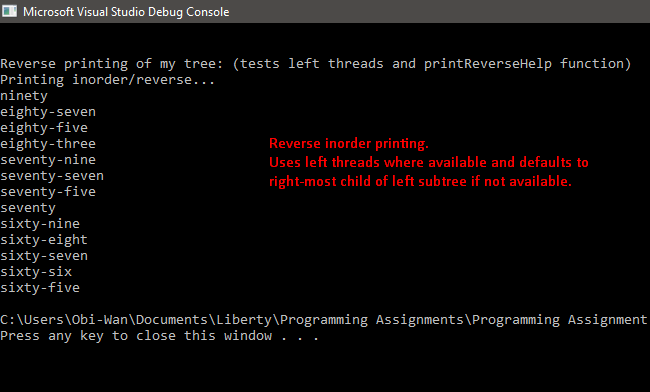 Microsoft Visual Studio Debug Console
Reverse printing of my tree: (tests left threads and printReverseHelp function)
Printing inorder/reverse...
ninety
eighty-seven
eighty-five
eighty-three
seventy-nine
seventy-seven
seventy-five
seventy
sixty-nine
sixty-eight
sixty-seven
sixty-six
sixty-five
Reverse inorder printing.
Uses left threads where available and defaults to
right-most child of left subtree if not available.
C:\Users\Obi-Wan\Documents\Liberty\Programming Assignments\Programming Assignment
Press any key to close this window . . .